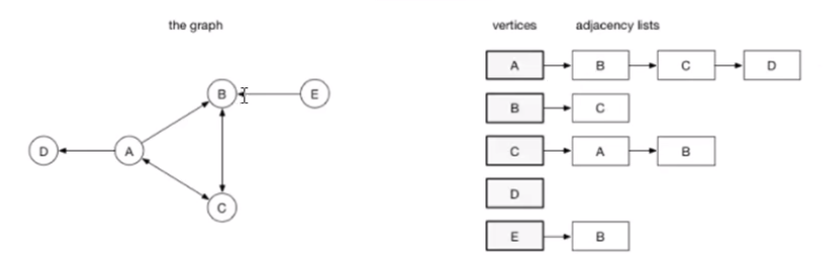 the graph
B
E
D
A
C
vertices adjacency lists
A B C D
B C
C A B
D
E B